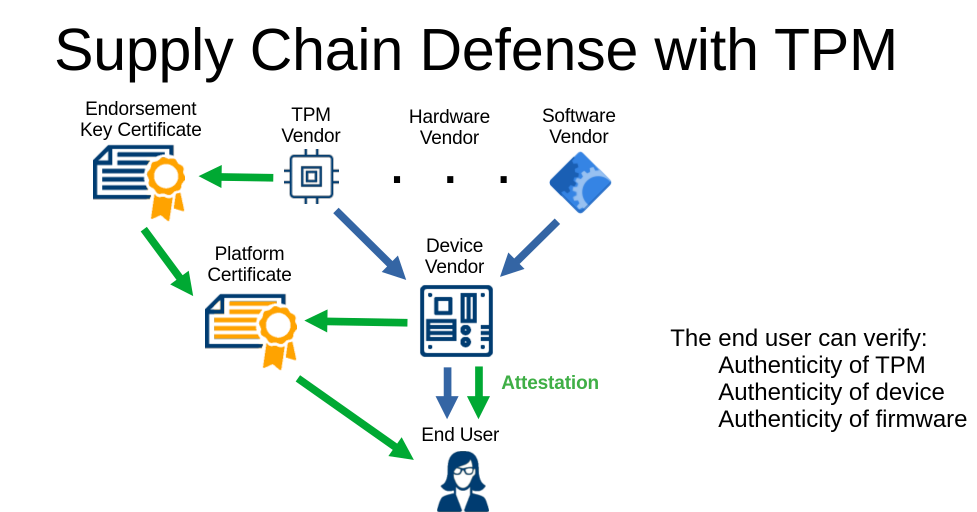 Supply Chain Defense with TPM
Endorsement
Key Certificate
TPM
Vendor
Hardware
Vendor
. . .
Software
Vendor
Platform
Certificate
Device
Vendor
Attestation
End User
The end user can verify:
Authenticity of TPM
Authenticity of device
Authenticity of firmware